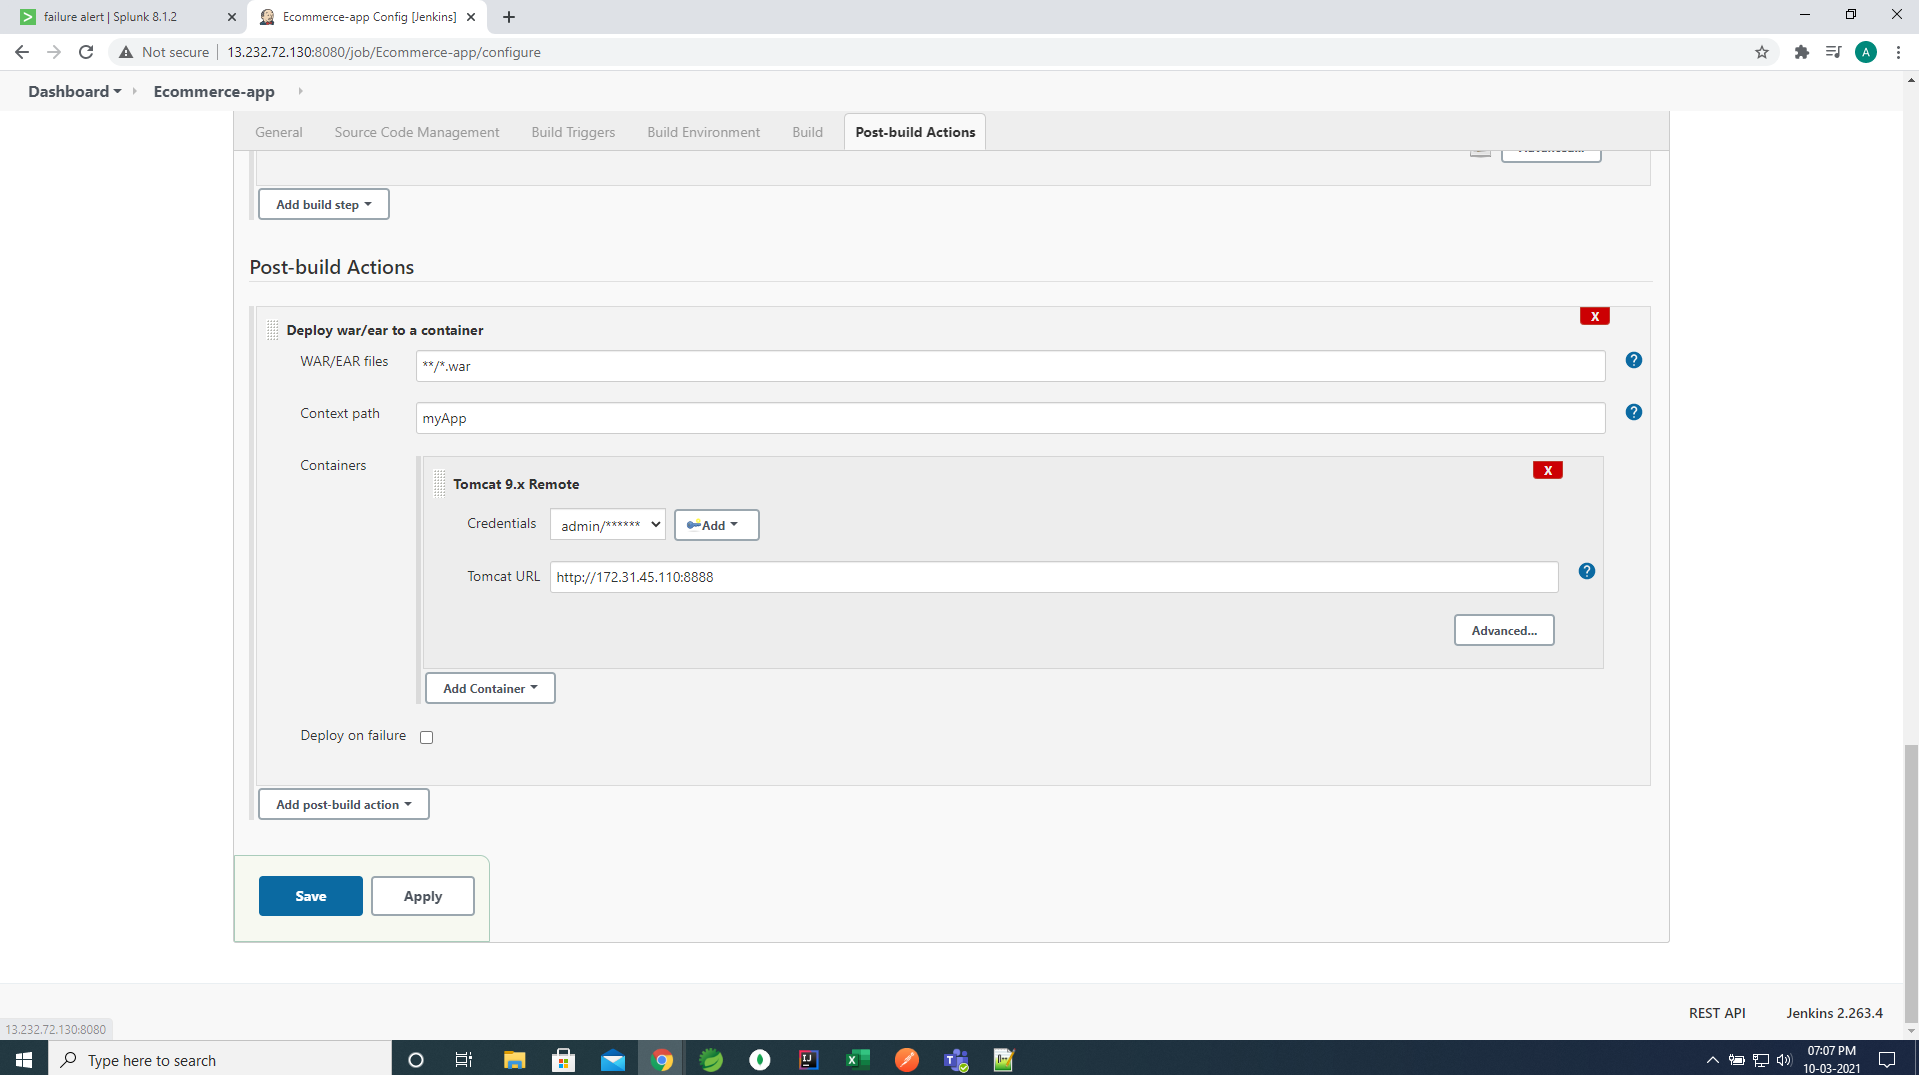 failure alert | Splunk 8.1.2
Ecommerce-app Config [Jenkins]
Not secure
13.232.72.130:8080/job/Ecommerce-app/configure
A
Dashboard
Ecommerce-app
General
Source Code Management
Build Triggers
Build Environment
Build
Post-build Actions
Add build step
Post-build Actions
X
Deploy war/ear to a container
WAR/EAR files
**/*.war
?
Context path
myApp
?
Containers
X
Tomcat 9.x Remote
Credentials
admin/******
Add
Tomcat URL
http://172.31.45.110:8888
?
Advanced...
Add Container
Deploy on failure
Add post-build action
Save
Apply
REST API
Jenkins 2.263.4
13.232.72.130:8080
Type here to search
07:07 PM
10-03-2021